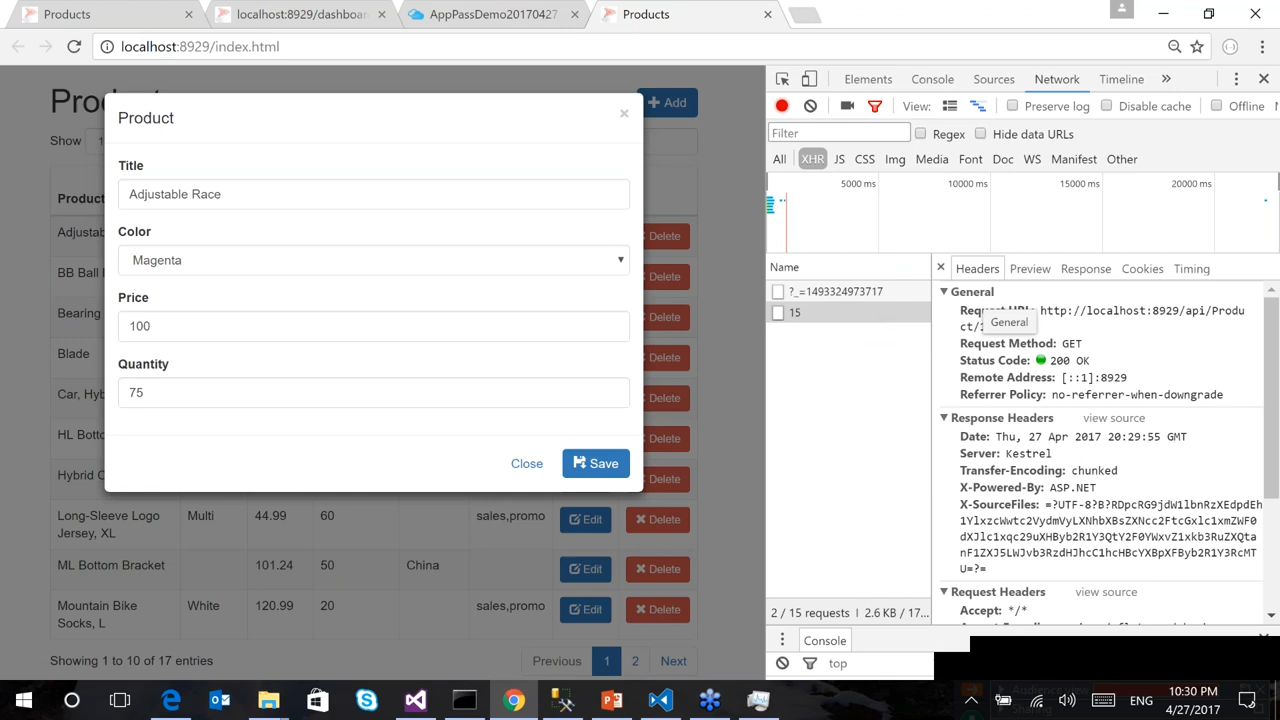 Products
localhost:8929/dashboar
AppPassDemo20170427
Products
localhost:8929/index.html
Elements
Console
Sources
Network
Timeline
View:
Preserve log
Disable cache
Offline
Filter
Regex
Hide data URLs
All
XHR
JS
CSS
Img
Media
Font
Doc
WS
Manifest
Other
5000 ms
10000 ms
15000 ms
20000 ms
Add
Show
Product
Product
Title
Adjustable Race
Color
Magenta
Price
100
Quantity
75
Close
Save
Adjustab
BB Ball
Bearing
Blade
Car, Hyb
HL Botto
Hybrid C
Delete
Delete
Delete
Delete
Delete
Delete
Delete
Long-Sleeve Logo
Jersey, XL
Multi
44.99
60
sales,promo
Edit
Delete
ML Bottom Bracket
101.24
50
China
Edit
Delete
Mountain Bike
Socks, L
White
120.99
20
sales,promo
Edit
Delete
Showing 1 to 10 of 17 entries
Previous
1
2
Next
Name
?_=1493324973717
15
2 / 15 requests | 2.6 KB / 17...
Headers
Preview
Response
Cookies
Timing
General
General
http://localhost:8929/api/Produ
Request Method: GET
Status Code: 200 OK
Remote Address: [::1]:8929
Referrer Policy: no-referrer-when-downgrade
Response Headers view source
Date: Thu, 27 Apr 2017 20:29:55 GMT
Server: Kestrel
Transfer-Encoding: chunked
X-Powered-By: ASP.NET
X-SourceFiles: =?UTF-8?B?RDpcRG9jdW1lbnRzXEdpdEh
1YlxzcWwtc2VydmVyLXNhbXBsZXNcc2FtcGxlc1xmZWF0
dXJlc1xqc29uXHByb2R1Y3QtY2F0YWxvZ1xkb3RuZXQta
nF1ZXJ5LWJvb3RzdHJhcC1hcHBcYXBpXFByb2R1Y3RcMT
U=?=
Request Headers view source
Accept: */*
Console
top
ENG
10:30 PM
4/27/2017